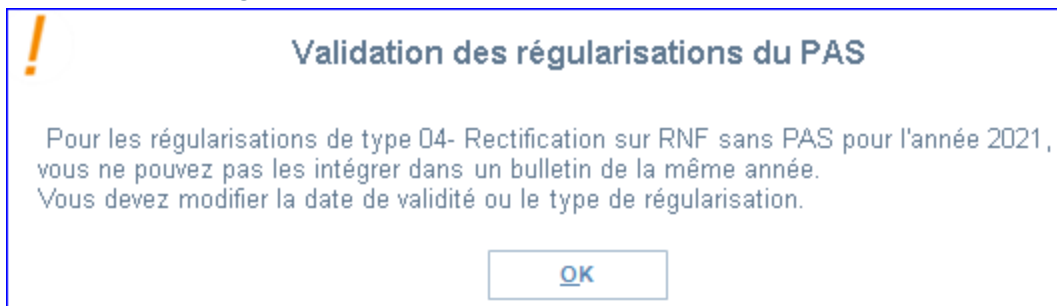 !
Validation des régularisations du PAS
Pour les régularisations de type 04- Rectification sur RNF sans PAS pour l'année 2021,
vous ne pouvez pas les intégrer dans un bulletin de la même année.
Vous devez modifier la date de validité ou le type de régularisation.
OK